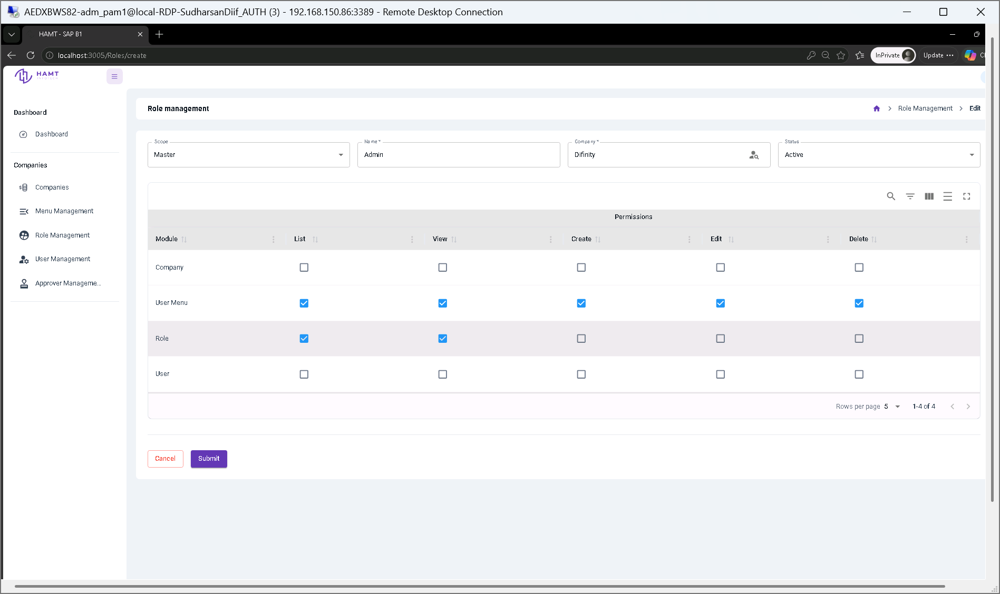 AEDXBWS82-adm_pam1@local-RDP-SudharsanDiif_AUTH (3) - 192.168.150.86:3389 - Remote Desktop Connection
HAMT - SAP B1
localhost:3005/Roles/create
InPrivate
Update
HAMT
INFOTECH
Role management
Role Management
Edit
Dashboard
Dashboard
Companies
Companies
Menu Management
Role Management
User Management
Approver Manageme...
Scope
Master
Name *
Admin
Company *
Difinity
Status
Active
Permissions
Module List View Create Edit Delete
Company
User Menu
Role
User
Rows per page 5 1-4 of 4
Cancel Submit